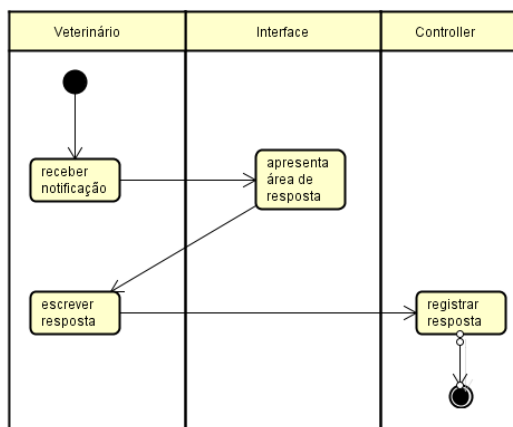 Veterinário
Interface
Controller
receber
notificação
apresenta
área de
resposta
escrever
resposta
registrar
resposta